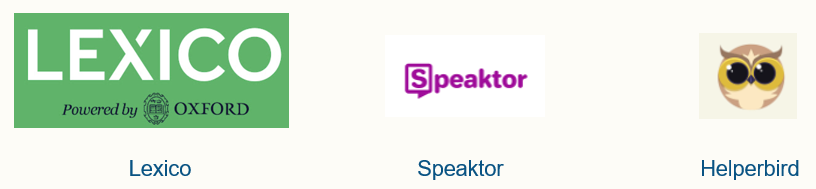 LEXICO
Powered by OXFORD
Speaktor
Lexico
Speaktor
Helperbird